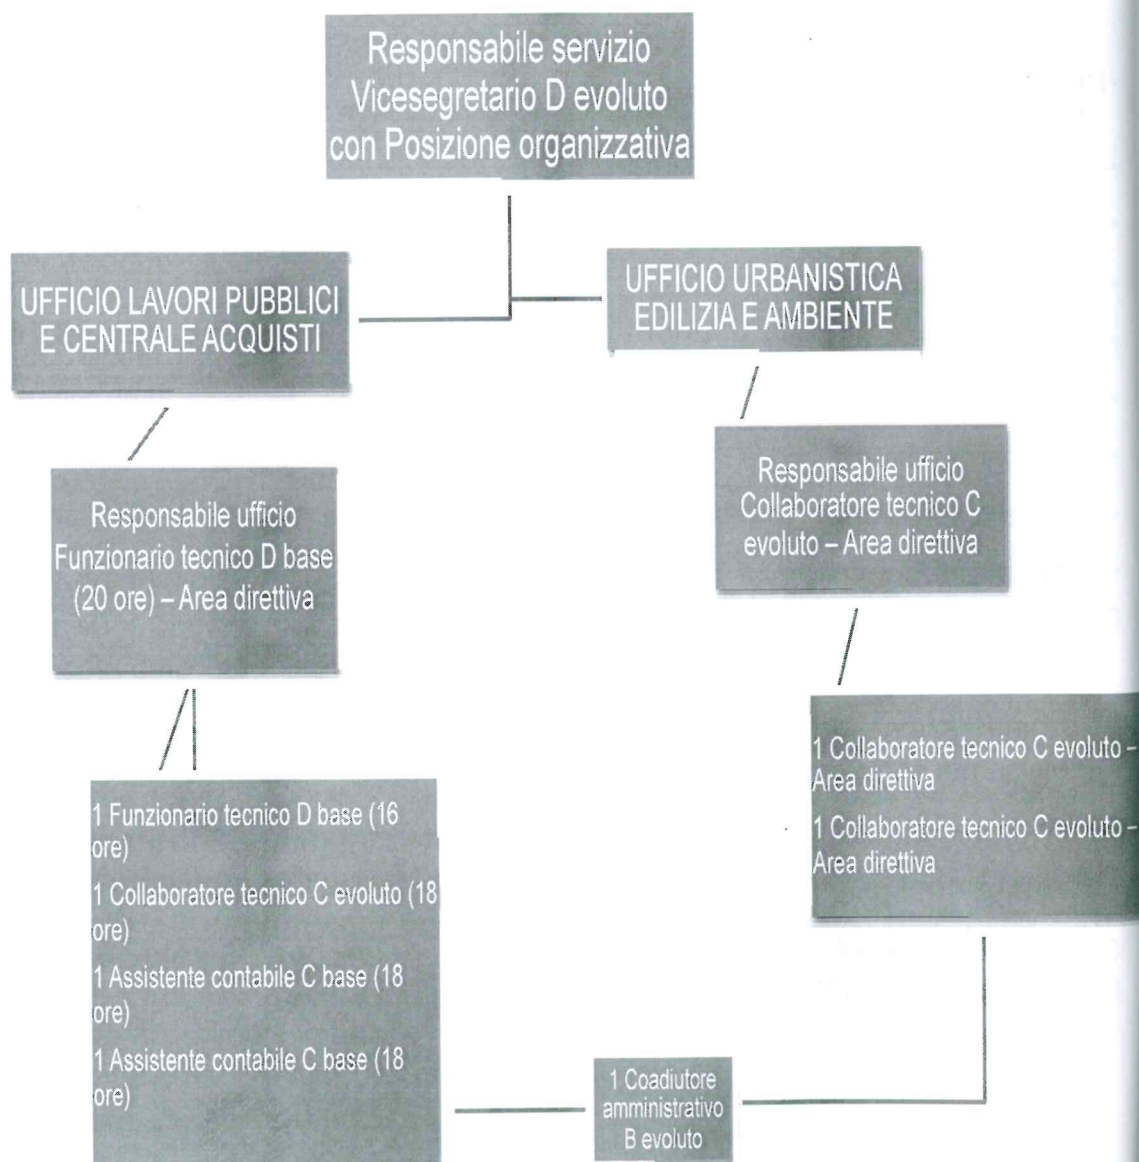 Responsabile servizio
Vicesegretario D evoluto
con Posizione organizzativa
UFFICIO LAVORI PUBBLICI
E CENTRALE ACQUISTI
UFFICIO URBANISTICA
EDILIZIA E AMBIENTE
Responsabile ufficio
Funzionario tecnico D base
(20 ore) – Area direttiva
Responsabile ufficio
Collaboratore tecnico C
evoluto – Area direttiva
1 Funzionario tecnico D base (16
ore)
1 Collaboratore tecnico C evoluto (18
ore)
1 Assistente contabile C base (18
ore)
1 Assistente contabile C base (18
ore)
1 Collaboratore tecnico C evoluto –
Area direttiva
1 Collaboratore tecnico C evoluto –
Area direttiva
1 Coadiutore
amministrativo
B evoluto